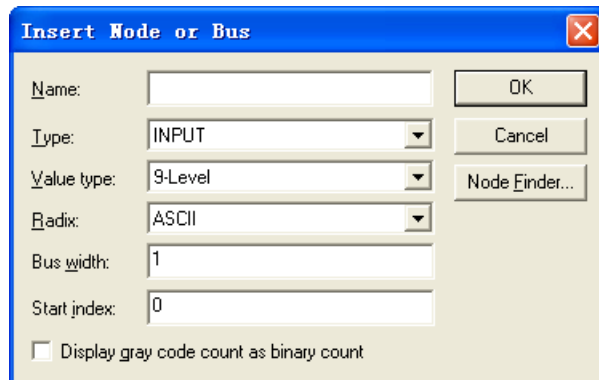 Insert Node or Bus
Name:
OK
Type:
INPUT
Cancel
Value type:
9-Level
Node Finder...
Radix:
ASCII
Bus width:
1
Start index:
0
Display gray code count as binary count